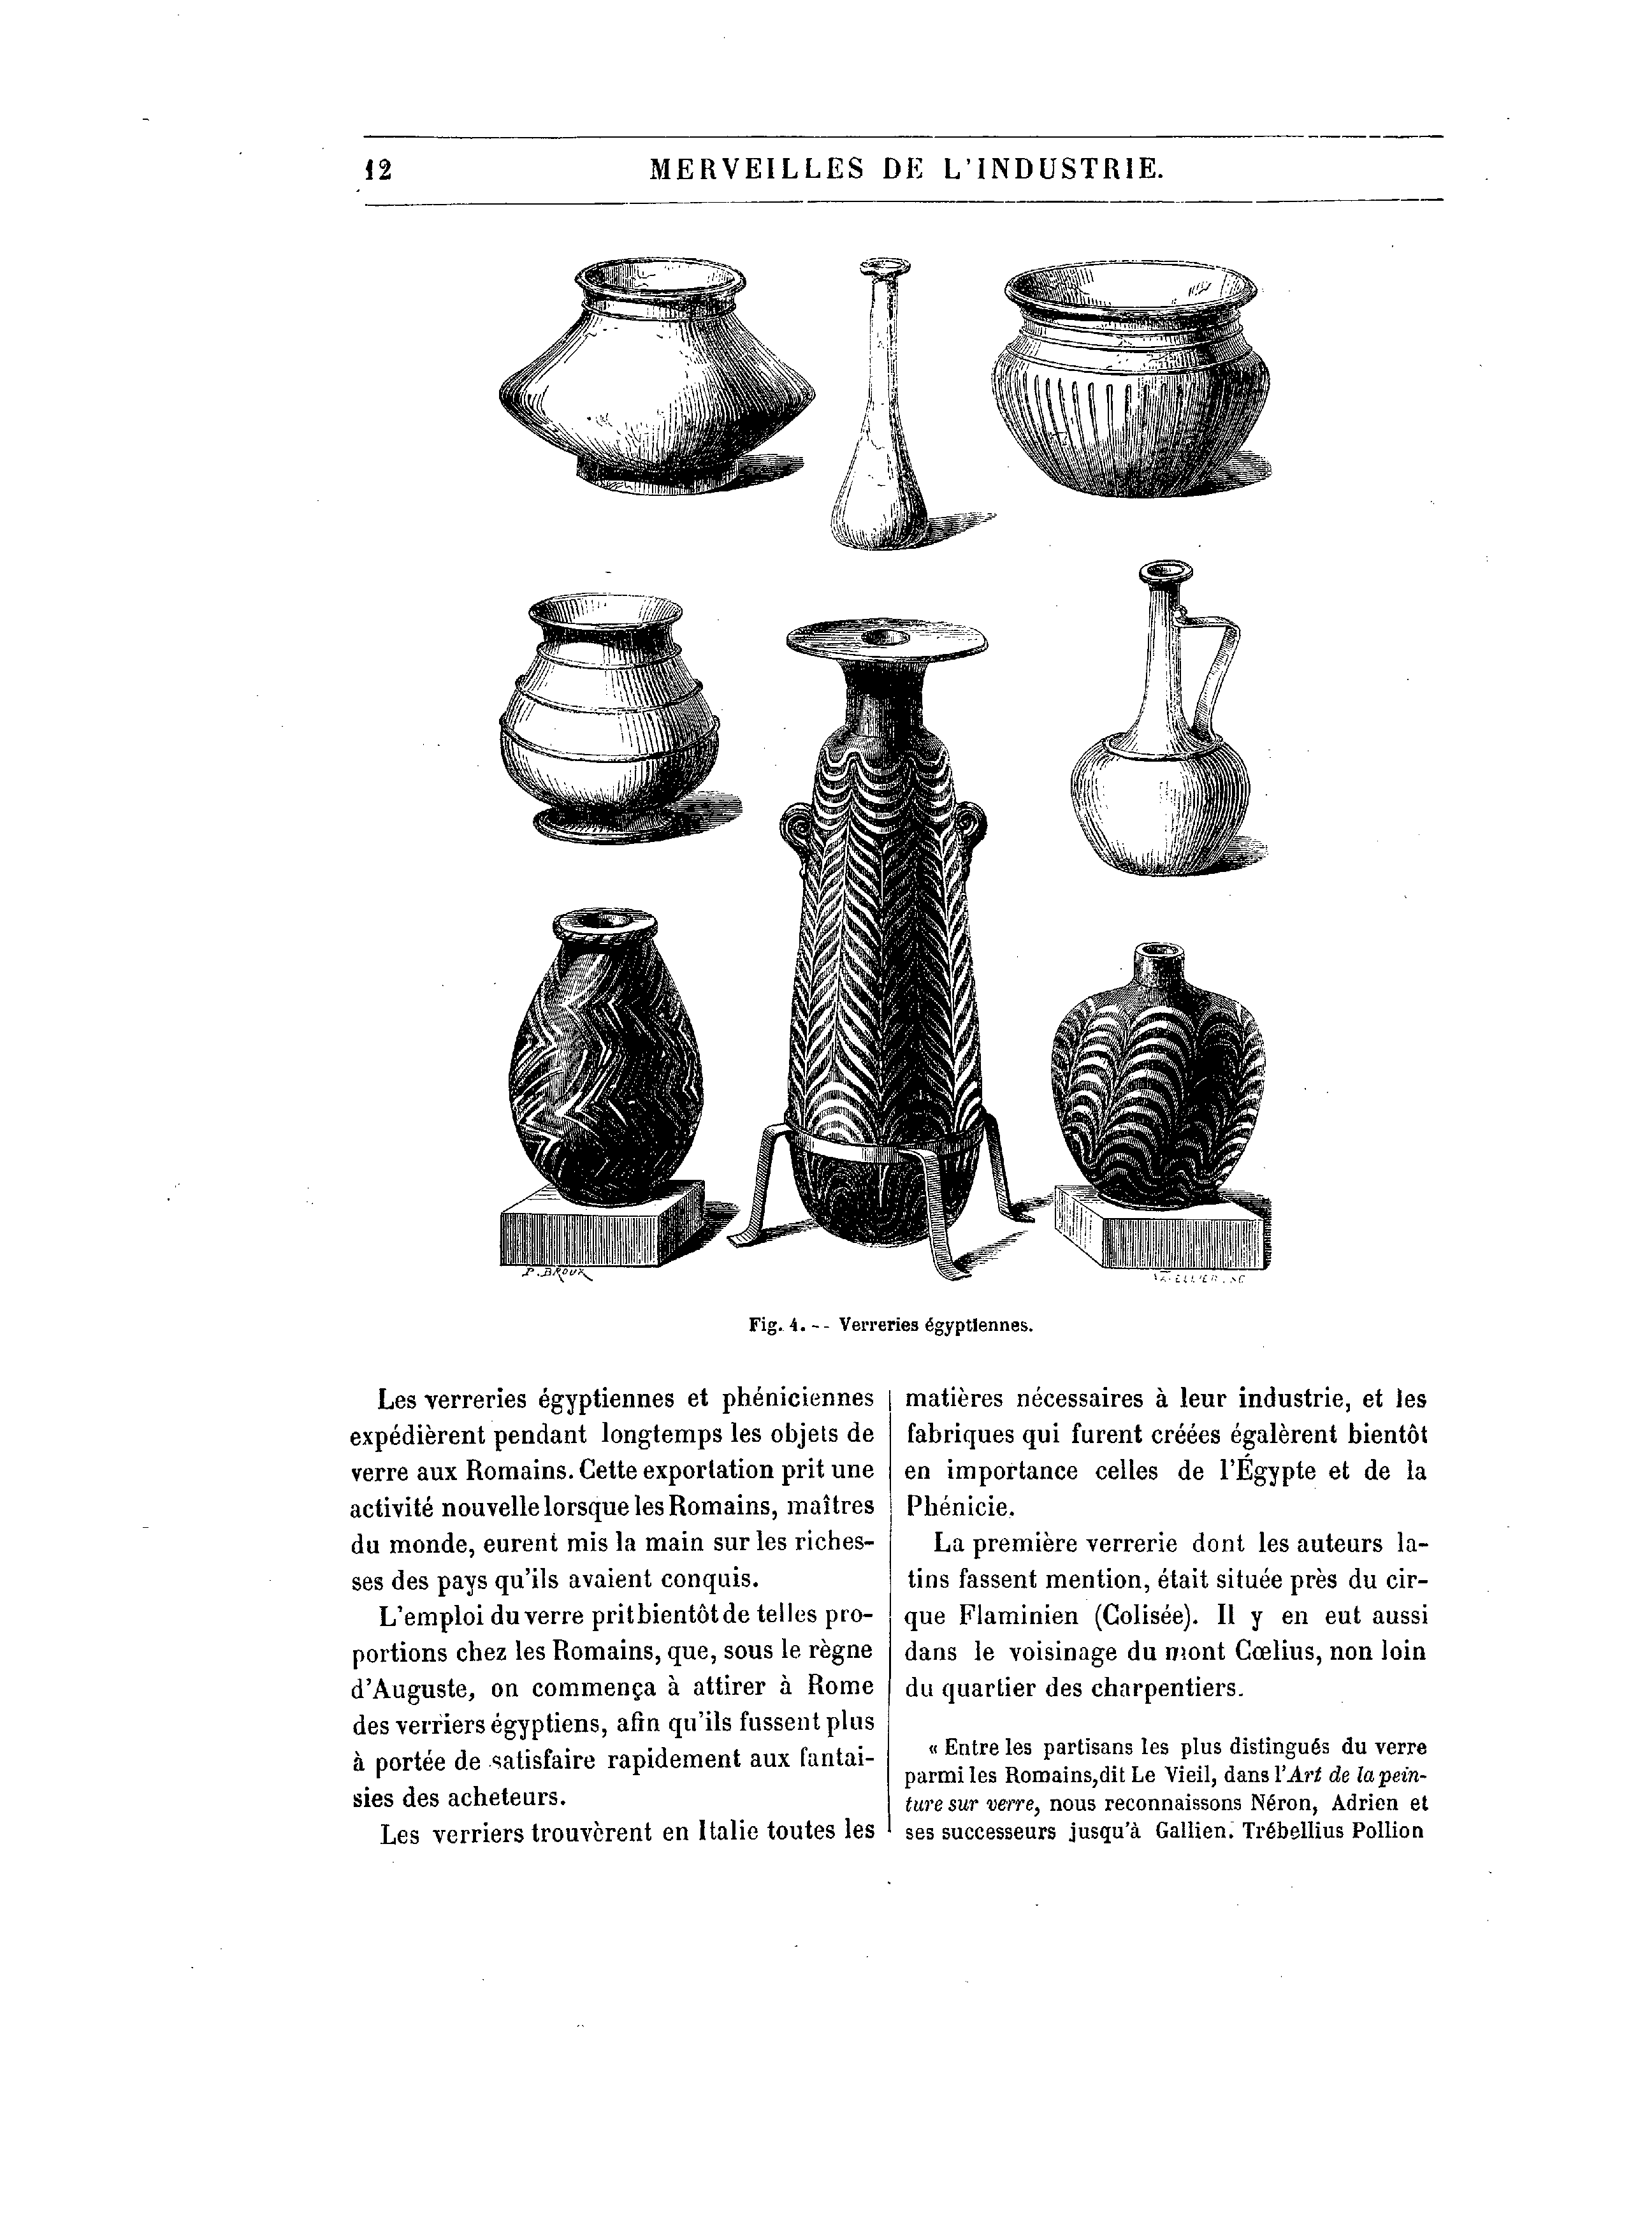 12
MERVEILLES DE L'INDUSTRIE.
P. BROUX
Fig. 4. -- Verreries égyptiennes.
Les verreries égyptiennes et phéniciennes
expédièrent pendant longtemps les objets de
verre aux Romains. Cette exportation prit une
activité nouvelle lorsque les Romains, maîtres
du monde, eurent mis la main sur les riches-
ses des pays qu'ils avaient conquis.
L'emploi du verre prit bientôt de telles pro-
portions chez les Romains, que, sous le règne
d'Auguste, on commença à attirer à Rome
des verriers égyptiens, afin qu'ils fussent plus
à portée de satisfaire rapidement aux fantai-
sies des acheteurs.
Les verriers trouvèrent en Italie toutes les
matières nécessaires à leur industrie, et les
fabriques qui furent créées égalèrent bientôt
en importance celles de l'Égypte et de la
Phénicie.
La première verrerie dont les auteurs la-
tins fassent mention, était située près du cir-
que Flaminien (Colisée). Il y en eut aussi
dans le voisinage du mont Cœlius, non loin
du quartier des charpentiers.
« Entre les partisans les plus distingués du verre
parmi les Romains, dit Le Vieil, dans l'Art de la pein-
ture sur verre, nous reconnaissons Néron, Adrien et
ses successeurs jusqu'à Gallien. Trébellius Pollion